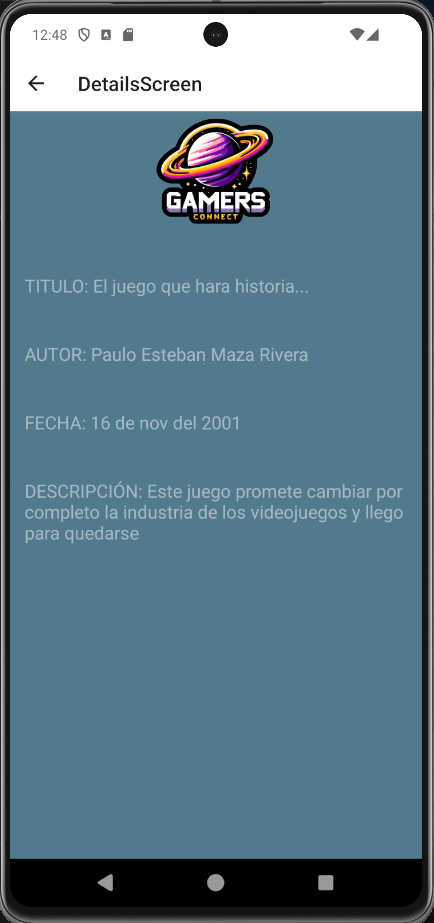 12:48
DetailsScreen
GAMERS
CONNECT
TITULO: El juego que hara historia...
AUTOR: Paulo Esteban Maza Rivera
FECHA: 16 de nov del 2001
DESCRIPCIÓN: Este juego promete cambiar por
completo la industria de los videojuegos y llego
para quedarse